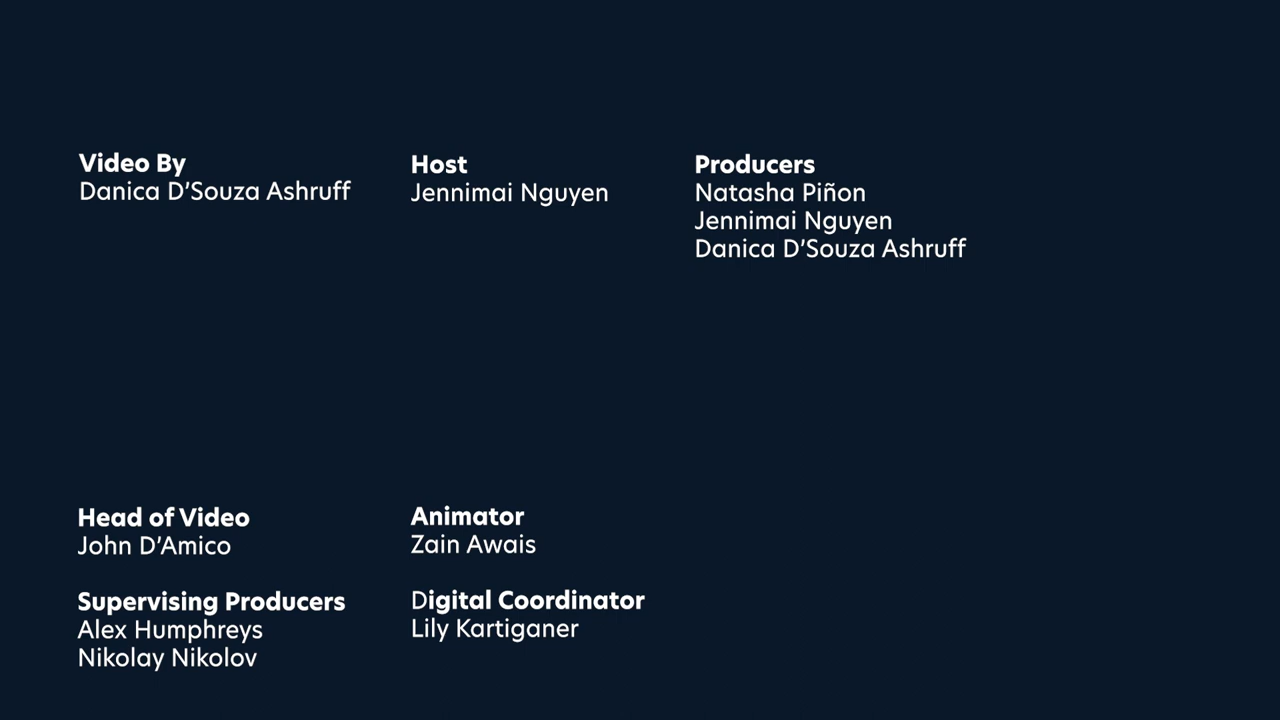 Video By
Danica D’Souza Ashruff
Host
Jennimai Nguyen
Producers
Natasha Piñon
Jennimai Nguyen
Danica D’Souza Ashruff
Head of Video
John D’Amico
Supervising Producers
Alex Humphreys
Nikolay Nikolov
Animator
Zain Awais
Digital Coordinator
Lily Kartiganer